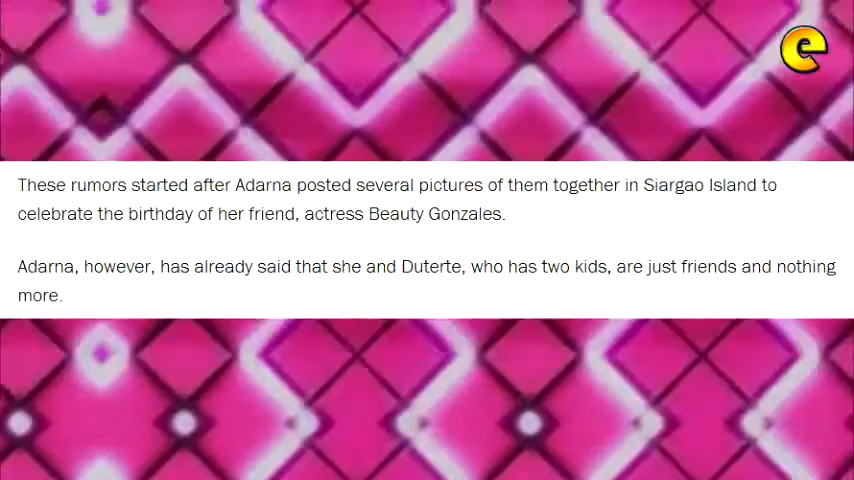 e
These rumors started after Adarna posted several pictures of them together in Siargao Island to
celebrate the birthday of her friend, actress Beauty Gonzales.
Adarna, however, has already said that she and Duterte, who has two kids, are just friends and nothing
more.